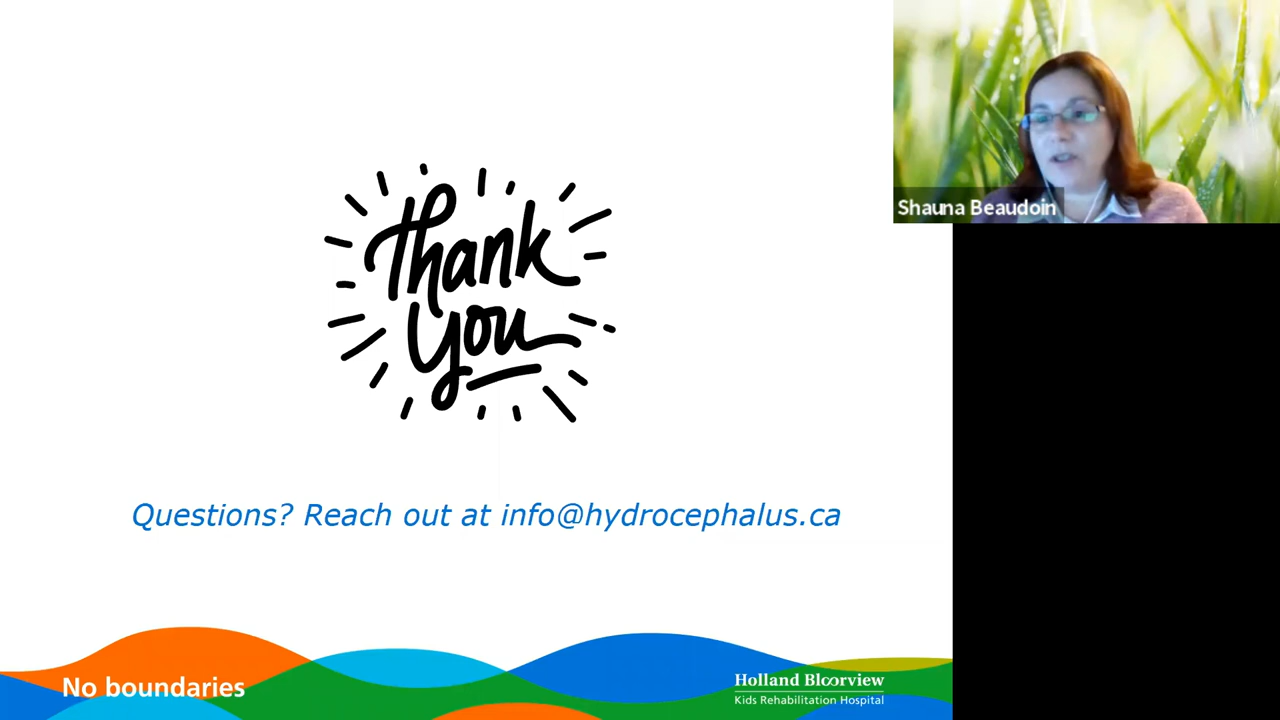 Thank
you
Questions? Reach out at info@hydrocephalus.ca
No boundaries
Holland Bloorview
Kids Rehabilitation Hospital
Shauna Beaudoin